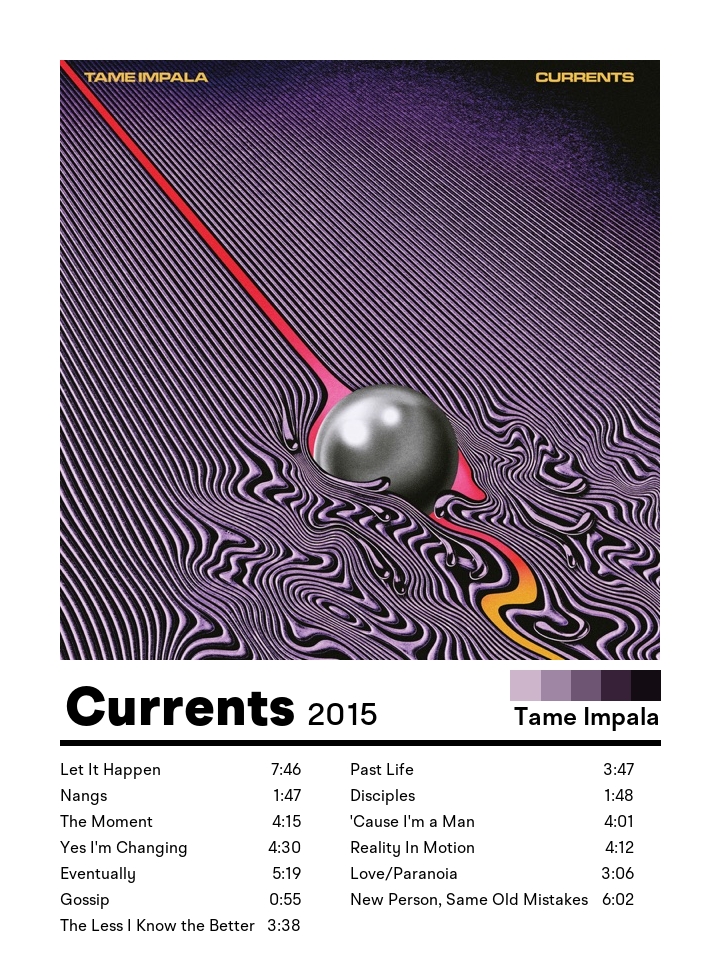 TAME IMPALA
CURRENTS
Currents 2015
Tame Impala
Let It Happen 7:46
Nangs 1:47
The Moment 4:15
Yes I'm Changing 4:30
Eventually 5:19
Gossip 0:55
The Less I Know the Better 3:38
Past Life 3:47
Disciples 1:48
'Cause I'm a Man 4:01
Reality In Motion 4:12
Love/Paranoia 3:06
New Person, Same Old Mistakes 6:02